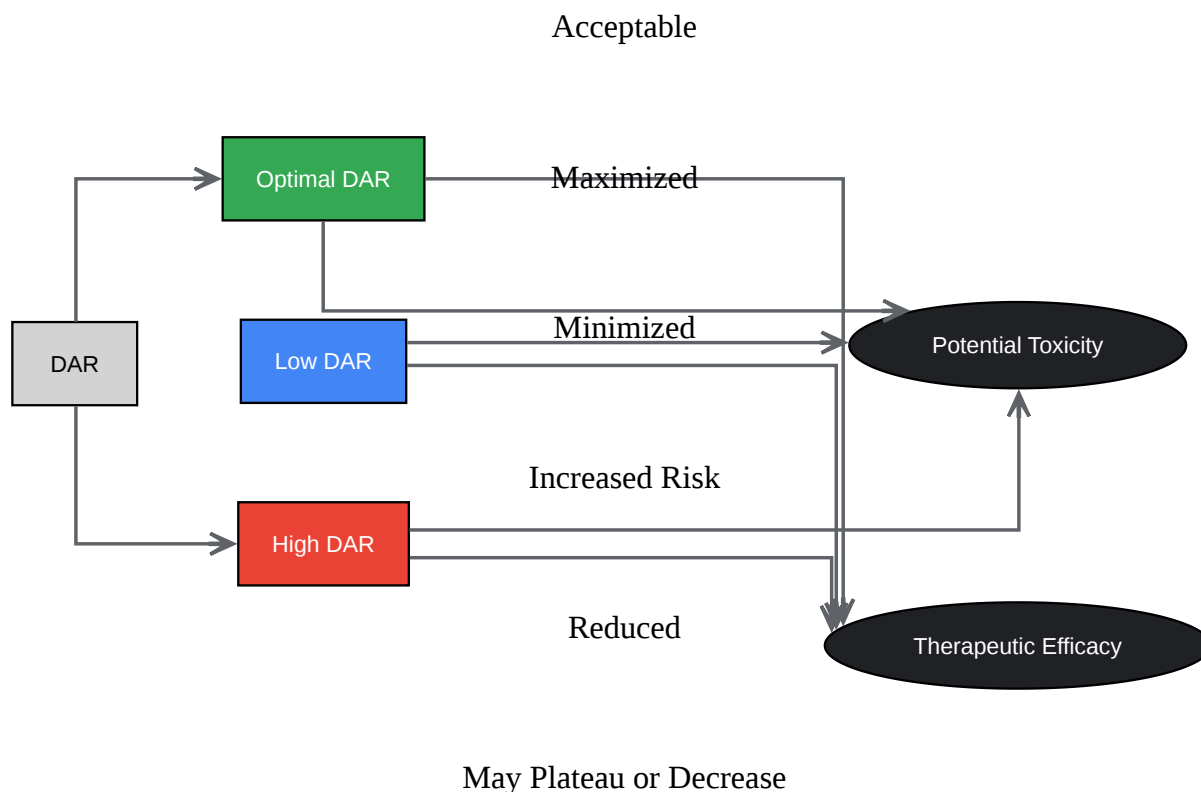 Acceptable
Optimal DAR
Maximized
Minimized
Potential Toxicity
DAR
Low DAR
Increased Risk
High DAR
Reduced
Therapeutic Efficacy
May Plateau or Decrease